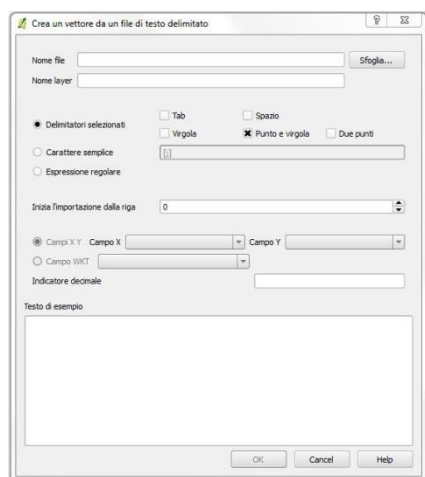 Crea un vettore da un file di testo delimitato
Nome file Sfoglia...
Nome layer
Tab Spazio
Delimitatori selezionati
Virgola Punto e virgola Due punti
Carattere semplice [;]
Espressione regolare
Inizia l'importazione dalla riga 0
Campi X Y Campo X Campo Y
Campo WKT
Indicatore decimale
Testo di esempio
OK Cancel Help